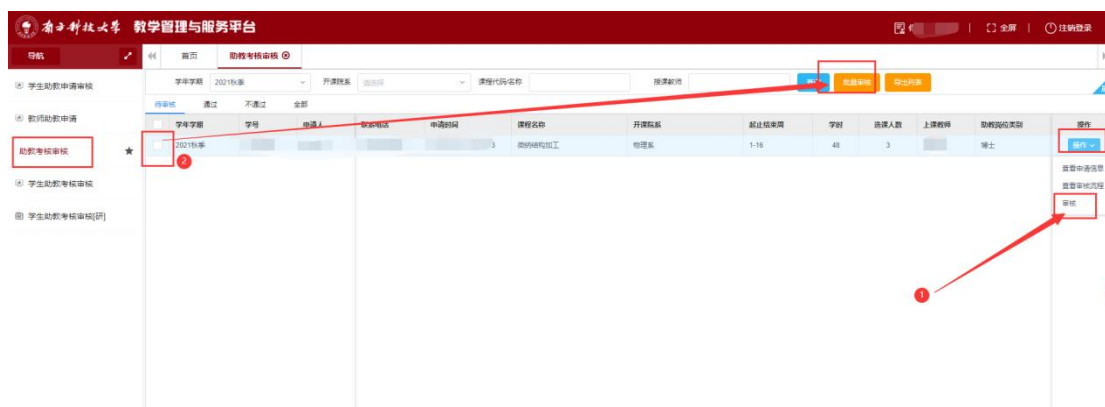 南方科技大学 教学管理与服务平台 全屏 注销登录
导航 首页 助教考核审核
学生助教申请审核
教师助教申请
助教考核审核
学生助教考核审核
学生助教考核审核[研]
学年学期 2021秋季 开课院系 请选择 课程代码/名称 授课教师 批量审核 导出列表
待审核 通过 不通过 全部
学年学期 学号 申请人 联系电话 申请时间 课程名称 开课院系 起止结束周 学时 选课人数 上课教师 助教岗位类别 操作
2021秋季 3 微纳结构加工 物理系 1-16 48 3 博士 操作
查看申请信息
查看审核流程
审核
2
1